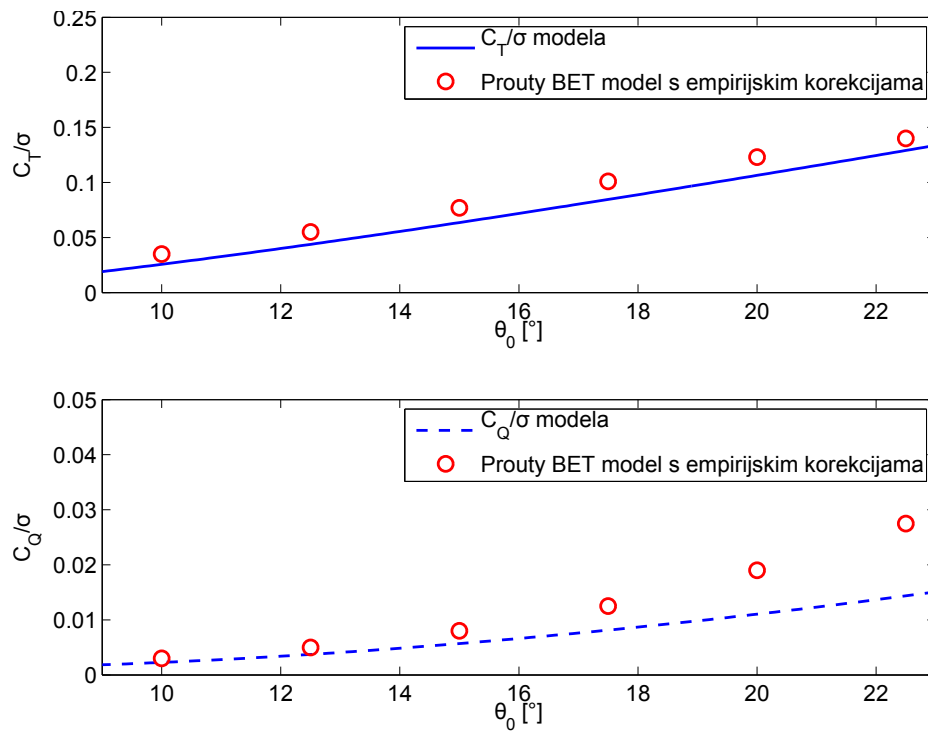 0.25
0.2
0.15
0.1
0.05
0
C_T/σ
C_T/σ modela
Prouty BET model s empirijskim korekcijama
10 12 14 16 18 20 22
θ_0 [°]
0.05
0.04
0.03
0.02
0.01
0
C_Q/σ
C_Q/σ modela
Prouty BET model s empirijskim korekcijama
10 12 14 16 18 20 22
θ_0 [°]